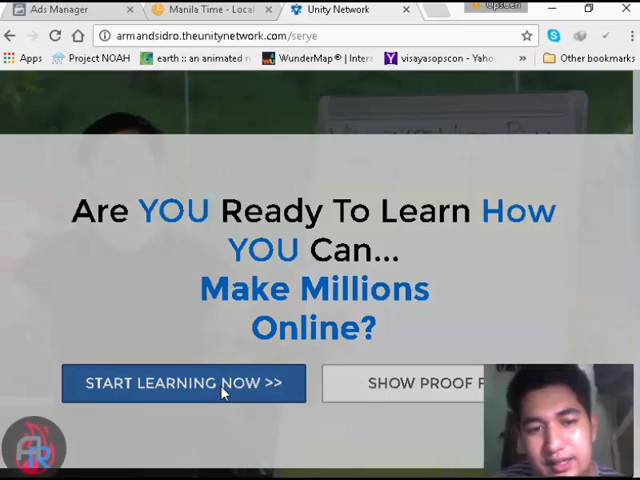 Ads Manager
Manila Time - Local
Unity Network
OpsCen
armandsidro.theunitynetwork.com/serye
Apps
Project NOAH
earth :: an animated
WunderMap® | Intera
visayasopscon - Yaho
Other bookmarks
Are YOU Ready To Learn How
YOU Can...
Make Millions
Online?
START LEARNING NOW >>
SHOW PROOF F